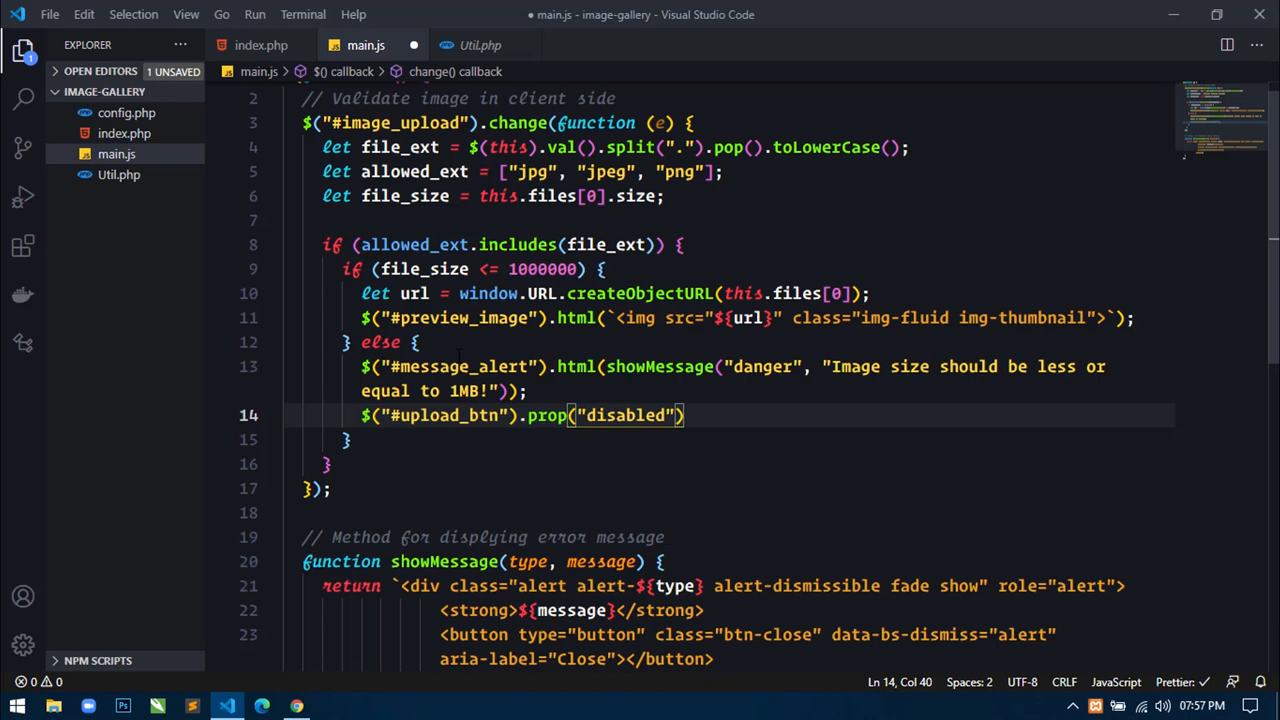 File Edit Selection View Go Run Terminal Help
● main.js - image-gallery - Visual Studio Code
EXPLORER
OPEN EDITORS 1 UNSAVED
IMAGE-GALLERY
config.php
index.php
main.js
Util.php
NPM SCRIPTS
index.php main.js Util.php
main.js > $() callback > change() callback
2 // Validate image in client side
3 $("#image_upload").change(function (e) {
4 let file_ext = $(this).val().split(".").pop().toLowerCase();
5 let allowed_ext = ["jpg", "jpeg", "png"];
6 let file_size = this.files[0].size;
7
8 if (allowed_ext.includes(file_ext)) {
9 if (file_size <= 1000000) {
10 let url = window.URL.createObjectURL(this.files[0]);
11 $("#preview_image").html(`<img src="${url}" class="img-fluid img-thumbnail">`);
12 } else {
13 $("#message_alert").html(showMessage("danger", "Image size should be less or
equal to 1MB!"));
14 $("#upload_btn").prop("disabled")
15 }
16 }
17 });
18
19 // Method for displying error message
20 function showMessage(type, message) {
21 return `<div class="alert alert-${type} alert-dismissible fade show" role="alert">
22 <strong>${message}</strong>
23 <button type="button" class="btn-close" data-bs-dismiss="alert"
aria-label="Close"></button>
0 0 Ln 14, Col 40 Spaces: 2 UTF-8 CRLF JavaScript Prettier: ✓
07:57 PM